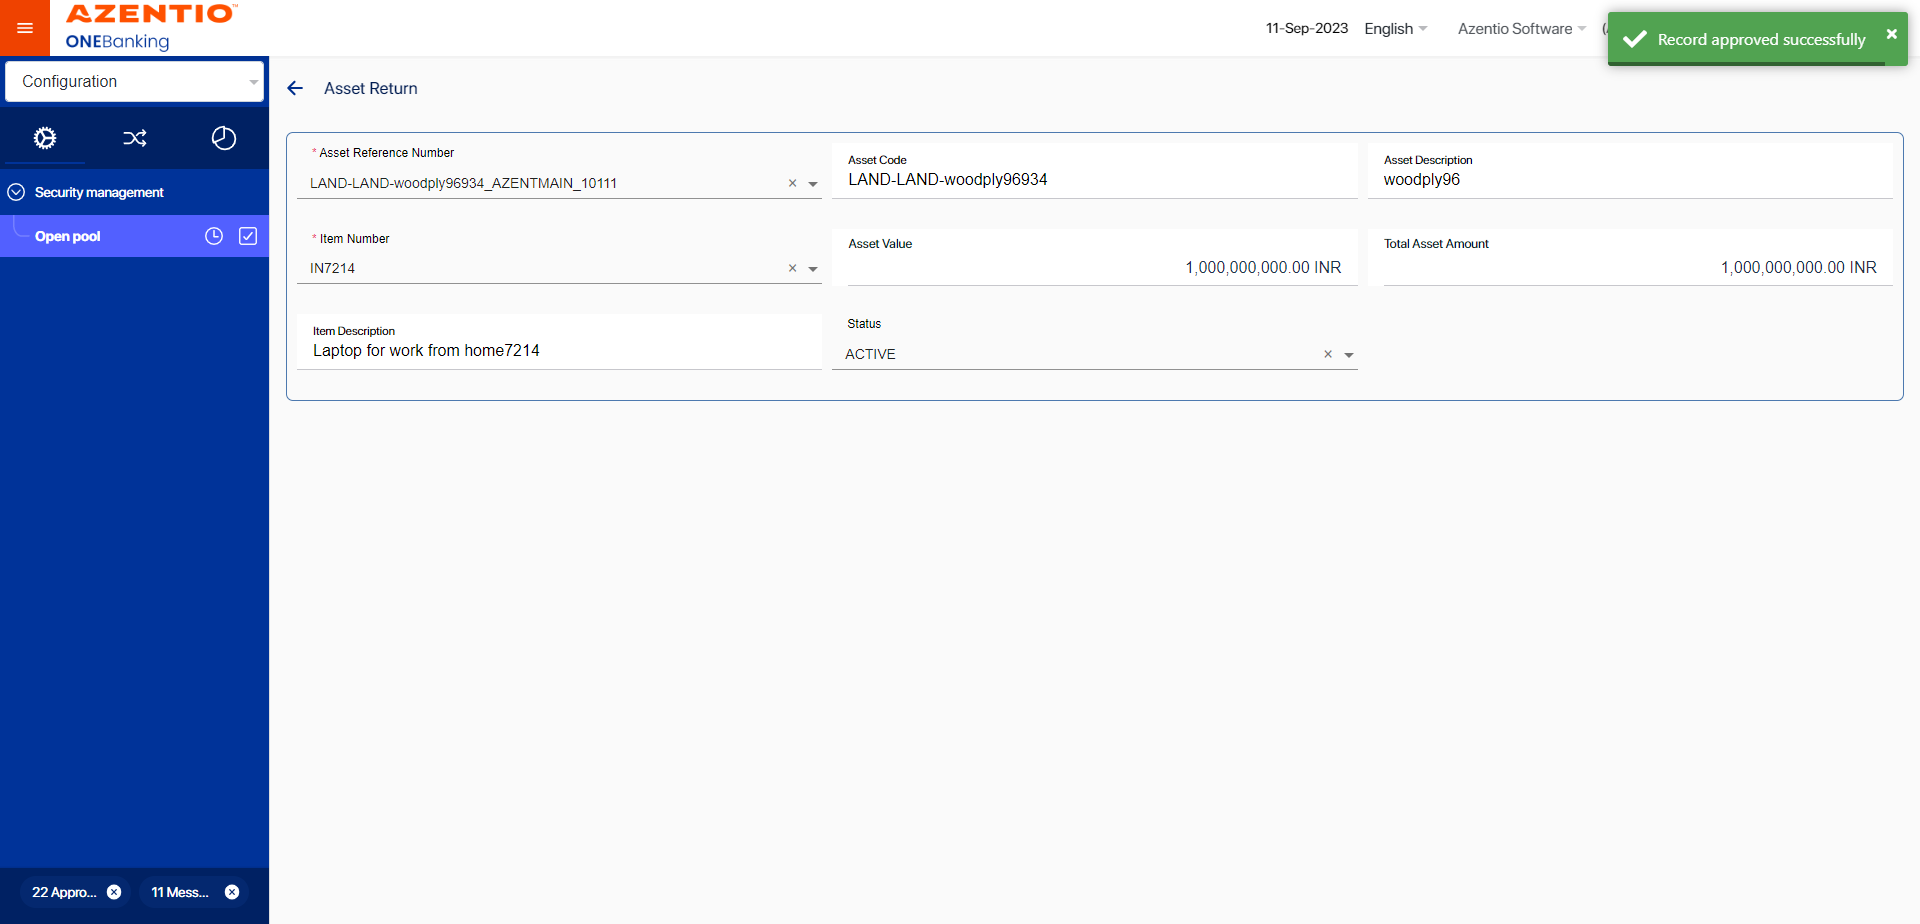 AZENTIO™
ONEBanking
11-Sep-2023
English
Azentio Software
(
Record approved successfully
Configuration
Asset Return
Security management
Open pool
* Asset Reference Number
LAND-LAND-woodply96934_AZENTMAIN_10111
Asset Code
LAND-LAND-woodply96934
Asset Description
woodply96
* Item Number
IN7214
Asset Value
1,000,000,000.00 INR
Total Asset Amount
1,000,000,000.00 INR
Item Description
Laptop for work from home7214
Status
ACTIVE
22 Appro...
11 Mess...